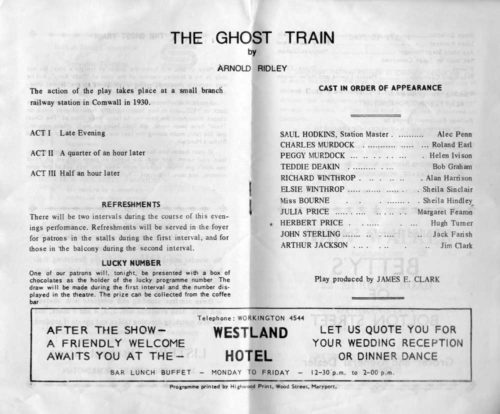 THE GHOST TRAIN
by
ARNOLD RIDLEY
The action of the play takes place at a small branch
railway station in Cornwall in 1930.
ACT I Late Evening
ACT II A quarter of an hour later
ACT III Half an hour later
REFRESHMENTS
There will be two intervals during the course of this even-
ings performance. Refreshments will be served in the foyer
for patrons in the stalls during the first interval, and for
those in the balcony during the second interval.
LUCKY NUMBER
One of our patrons will, tonight, be presented with a box of
chocolates as the holder of the lucky programme number. The
draw will be made during the first interval and the number dis-
played in the theatre. The prize can be collected from the coffee
bar
CAST IN ORDER OF APPEARANCE
SAUL HODKINS, Station Master . .......... Alec Penn
CHARLES MURDOCK ................ Roland Earl
PEGGY MURDOCK ... .. .. .. .. ... Helen Ivison
TEDDIE DEAKIN .. .............. Bob Graham
RICHARD WINTHROP . .. .. .. .. .. Alan Harrison
ELSIE WINTHROP ................ Sheila Sinclair
Miss BOURNE . .................. Sheila Hindley
JULIA PRICE .. .. .. .. .. .. .. Margaret Fearon
HERBERT PRICE . .. .. .. .. .. Hugh Turner
JOHN STERLING .. .............. Jack Farish
ARTHUR JACKSON . .. .. .. .. .. Jim Clark
Play produced by JAMES E. CLARK
Telephone: WORKINGTON 4544
AFTER THE SHOW–
A FRIENDLY WELCOME
AWAITS YOU AT THE –
WESTLAND
HOTEL
LET US QUOTE YOU FOR
YOUR WEDDING RECEPTION
OR DINNER DANCE
BAR LUNCH BUFFET – MONDAY TO FRIDAY – 12–30 p.m. to 2–00 p.m.
Programme printed by Highwood Print, Wood Street, Maryport.